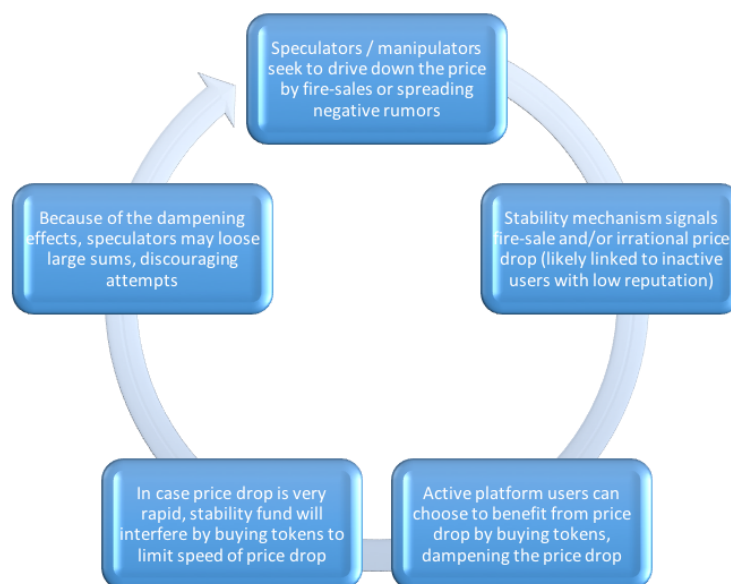 Speculators / manipulators
seek to drive down the price
by fire-sales or spreading
negative rumors
Stability mechanism signals
fire-sale and/or irrational price
drop (likely linked to inactive
users with low reputation)
Active platform users can
choose to benefit from price
drop by buying tokens,
dampening the price drop
In case price drop is very
rapid, stability fund will
interfere by buying tokens to
limit speed of price drop
Because of the dampening
effects, speculators may loose
large sums, discouraging
attempts